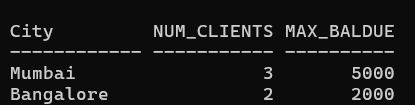 City         NUM_CLIENTS MAX_BALDUE
------------ ----------- ----------
Mumbai                 3       5000
Bangalore              2       2000